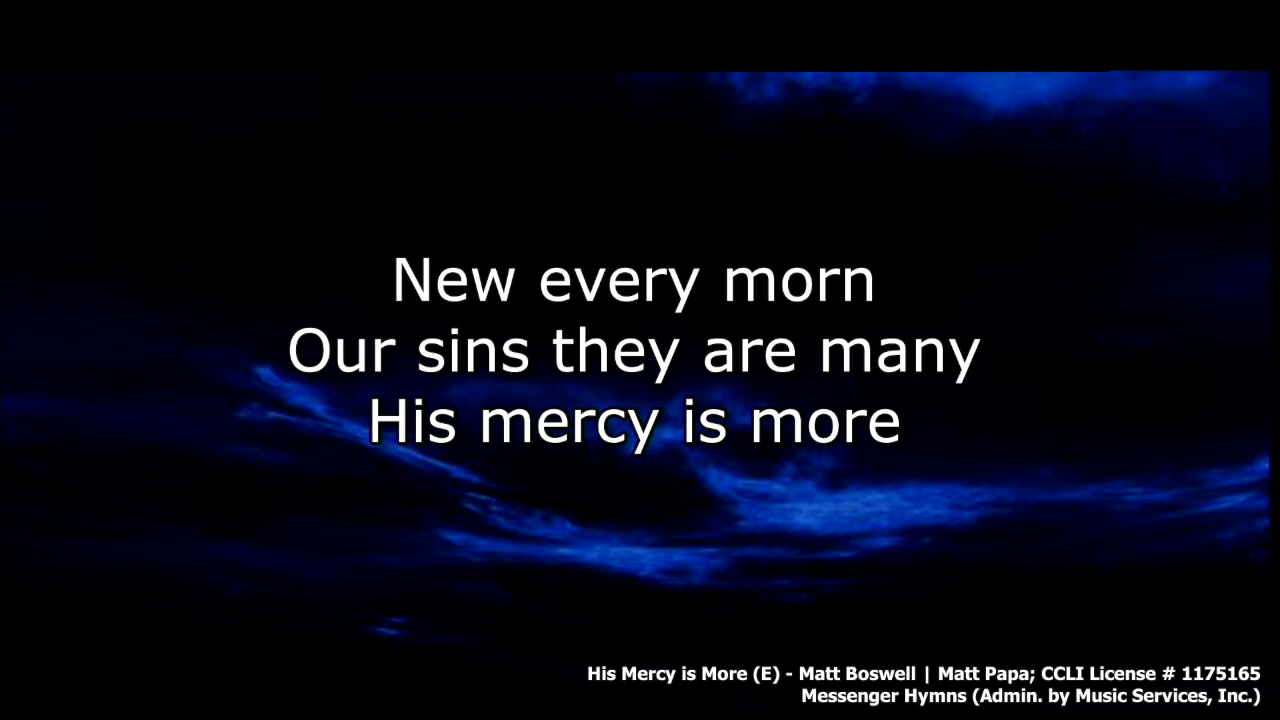 New every morn
Our sins they are many
His mercy is more
His Mercy is More (E) - Matt Boswell | Matt Papa; CCLI License # 1175165
Messenger Hymns (Admin. by Music Services, Inc.)